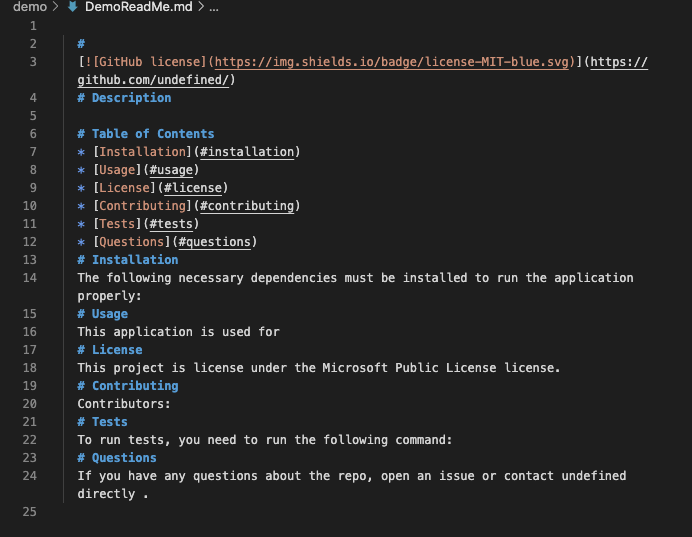 demo > DemoReadMe.md > ...
1
2 #
3 [![GitHub license](https://img.shields.io/badge/license-MIT-blue.svg)](https://
github.com/undefined/)
4 # Description
5
6 # Table of Contents
7 * [Installation](#installation)
8 * [Usage](#usage)
9 * [License](#license)
10 * [Contributing](#contributing)
11 * [Tests](#tests)
12 * [Questions](#questions)
13 # Installation
14 The following necessary dependencies must be installed to run the application
properly:
15 # Usage
16 This application is used for
17 # License
18 This project is license under the Microsoft Public License license.
19 # Contributing
20 Contributors:
21 # Tests
22 To run tests, you need to run the following command:
23 # Questions
24 If you have any questions about the repo, open an issue or contact undefined
directly .
25